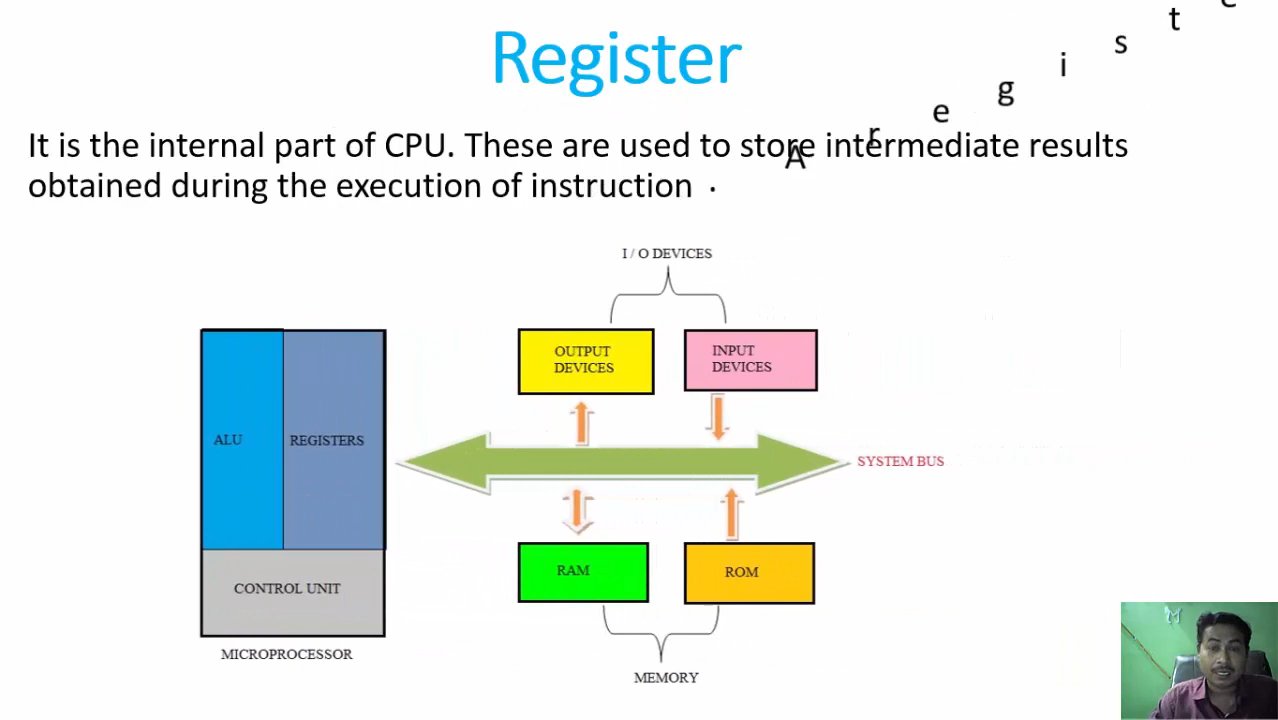 Register
A r e g i s t e
It is the internal part of CPU. These are used to store intermediate results
obtained during the execution of instruction .
I / O DEVICES
OUTPUT
DEVICES
INPUT
DEVICES
ALU
REGISTERS
SYSTEM BUS
RAM
ROM
CONTROL UNIT
MICROPROCESSOR
MEMORY